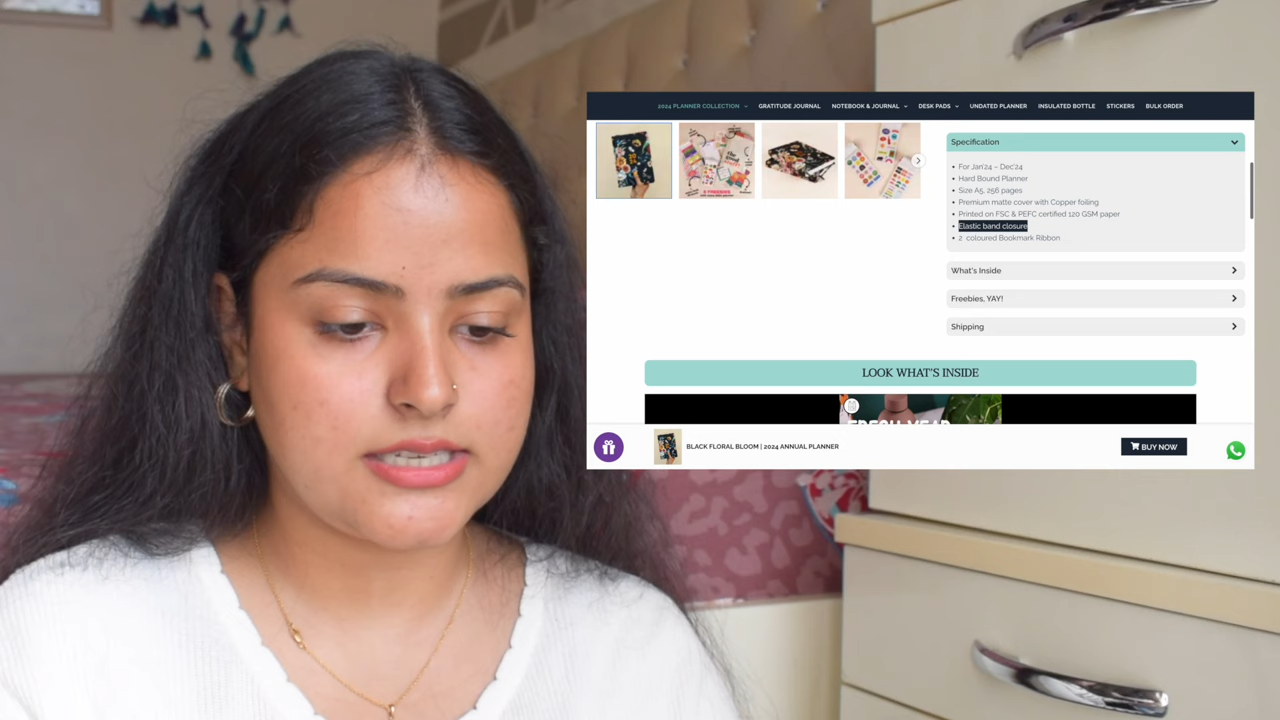 2024 PLANNER COLLECTION GRATITUDE JOURNAL NOTEBOOK & JOURNAL DESK PADS UNDATED PLANNER INSULATED BOTTLE STICKERS BULK ORDER
Specification
• For Jan'24 – Dec'24
• Hard Bound Planner
• Size A5, 256 pages
• Premium matte cover with Copper foiling
• Printed on FSC & PEFC certified 120 GSM paper
• Elastic band closure
• 2 coloured Bookmark Ribbon
What's Inside
Freebies, YAY!
Shipping
LOOK WHAT'S INSIDE
FRESH YEAR
BLACK FLORAL BLOOM | 2024 ANNUAL PLANNER
BUY NOW